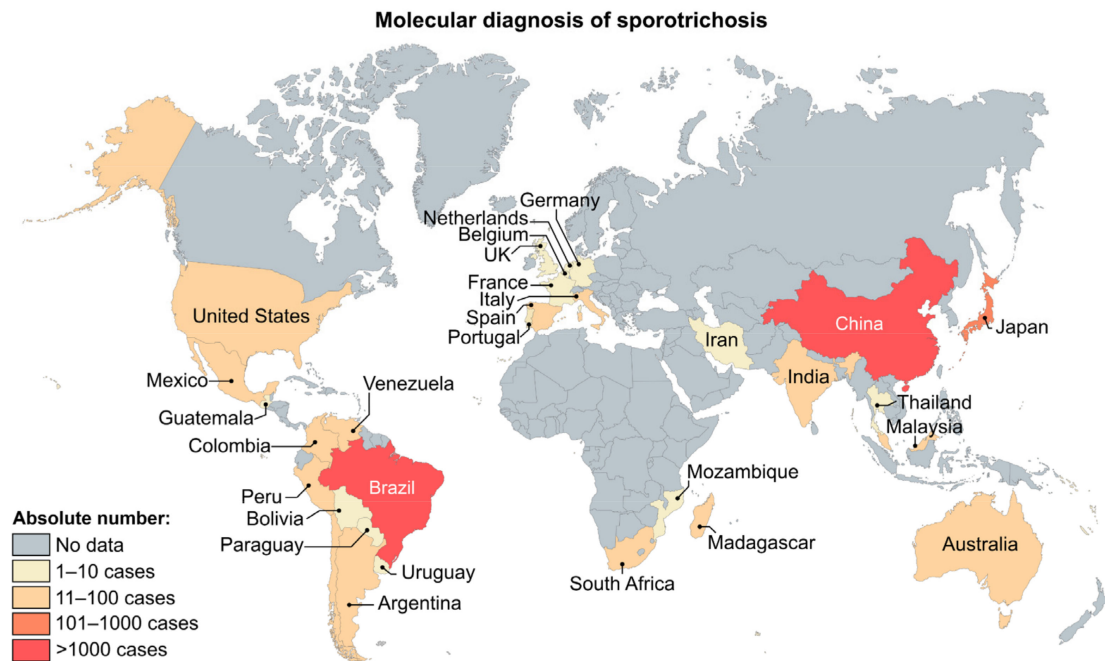 Molecular diagnosis of sporotrichosis
Germany
Netherlands
Belgium
UK
France
Italy
Spain
Portugal
United States
China
Iran
Japan
India
Mexico
Venezuela
Guatemala
Thailand
Malaysia
Colombia
Mozambique
Brazil
Peru
Bolivia
Paraguay
Madagascar
Australia
Uruguay
South Africa
Argentina
Absolute number:
No data
1–10 cases
11–100 cases
101–1000 cases
>1000 cases